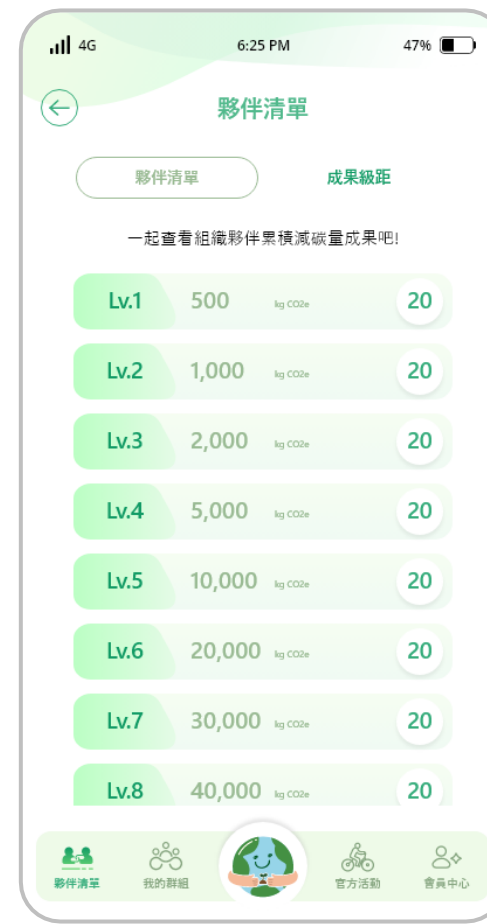 4G 6:25 PM 47%
夥伴清單
夥伴清單 成果級距
一起查看組織夥伴累積減碳量成果吧!
Lv.1 500 kg CO2e 20
Lv.2 1,000 kg CO2e 20
Lv.3 2,000 kg CO2e 20
Lv.4 5,000 kg CO2e 20
Lv.5 10,000 kg CO2e 20
Lv.6 20,000 kg CO2e 20
Lv.7 30,000 kg CO2e 20
Lv.8 40,000 kg CO2e 20
夥伴清單 我的群組 官方活動 會員中心